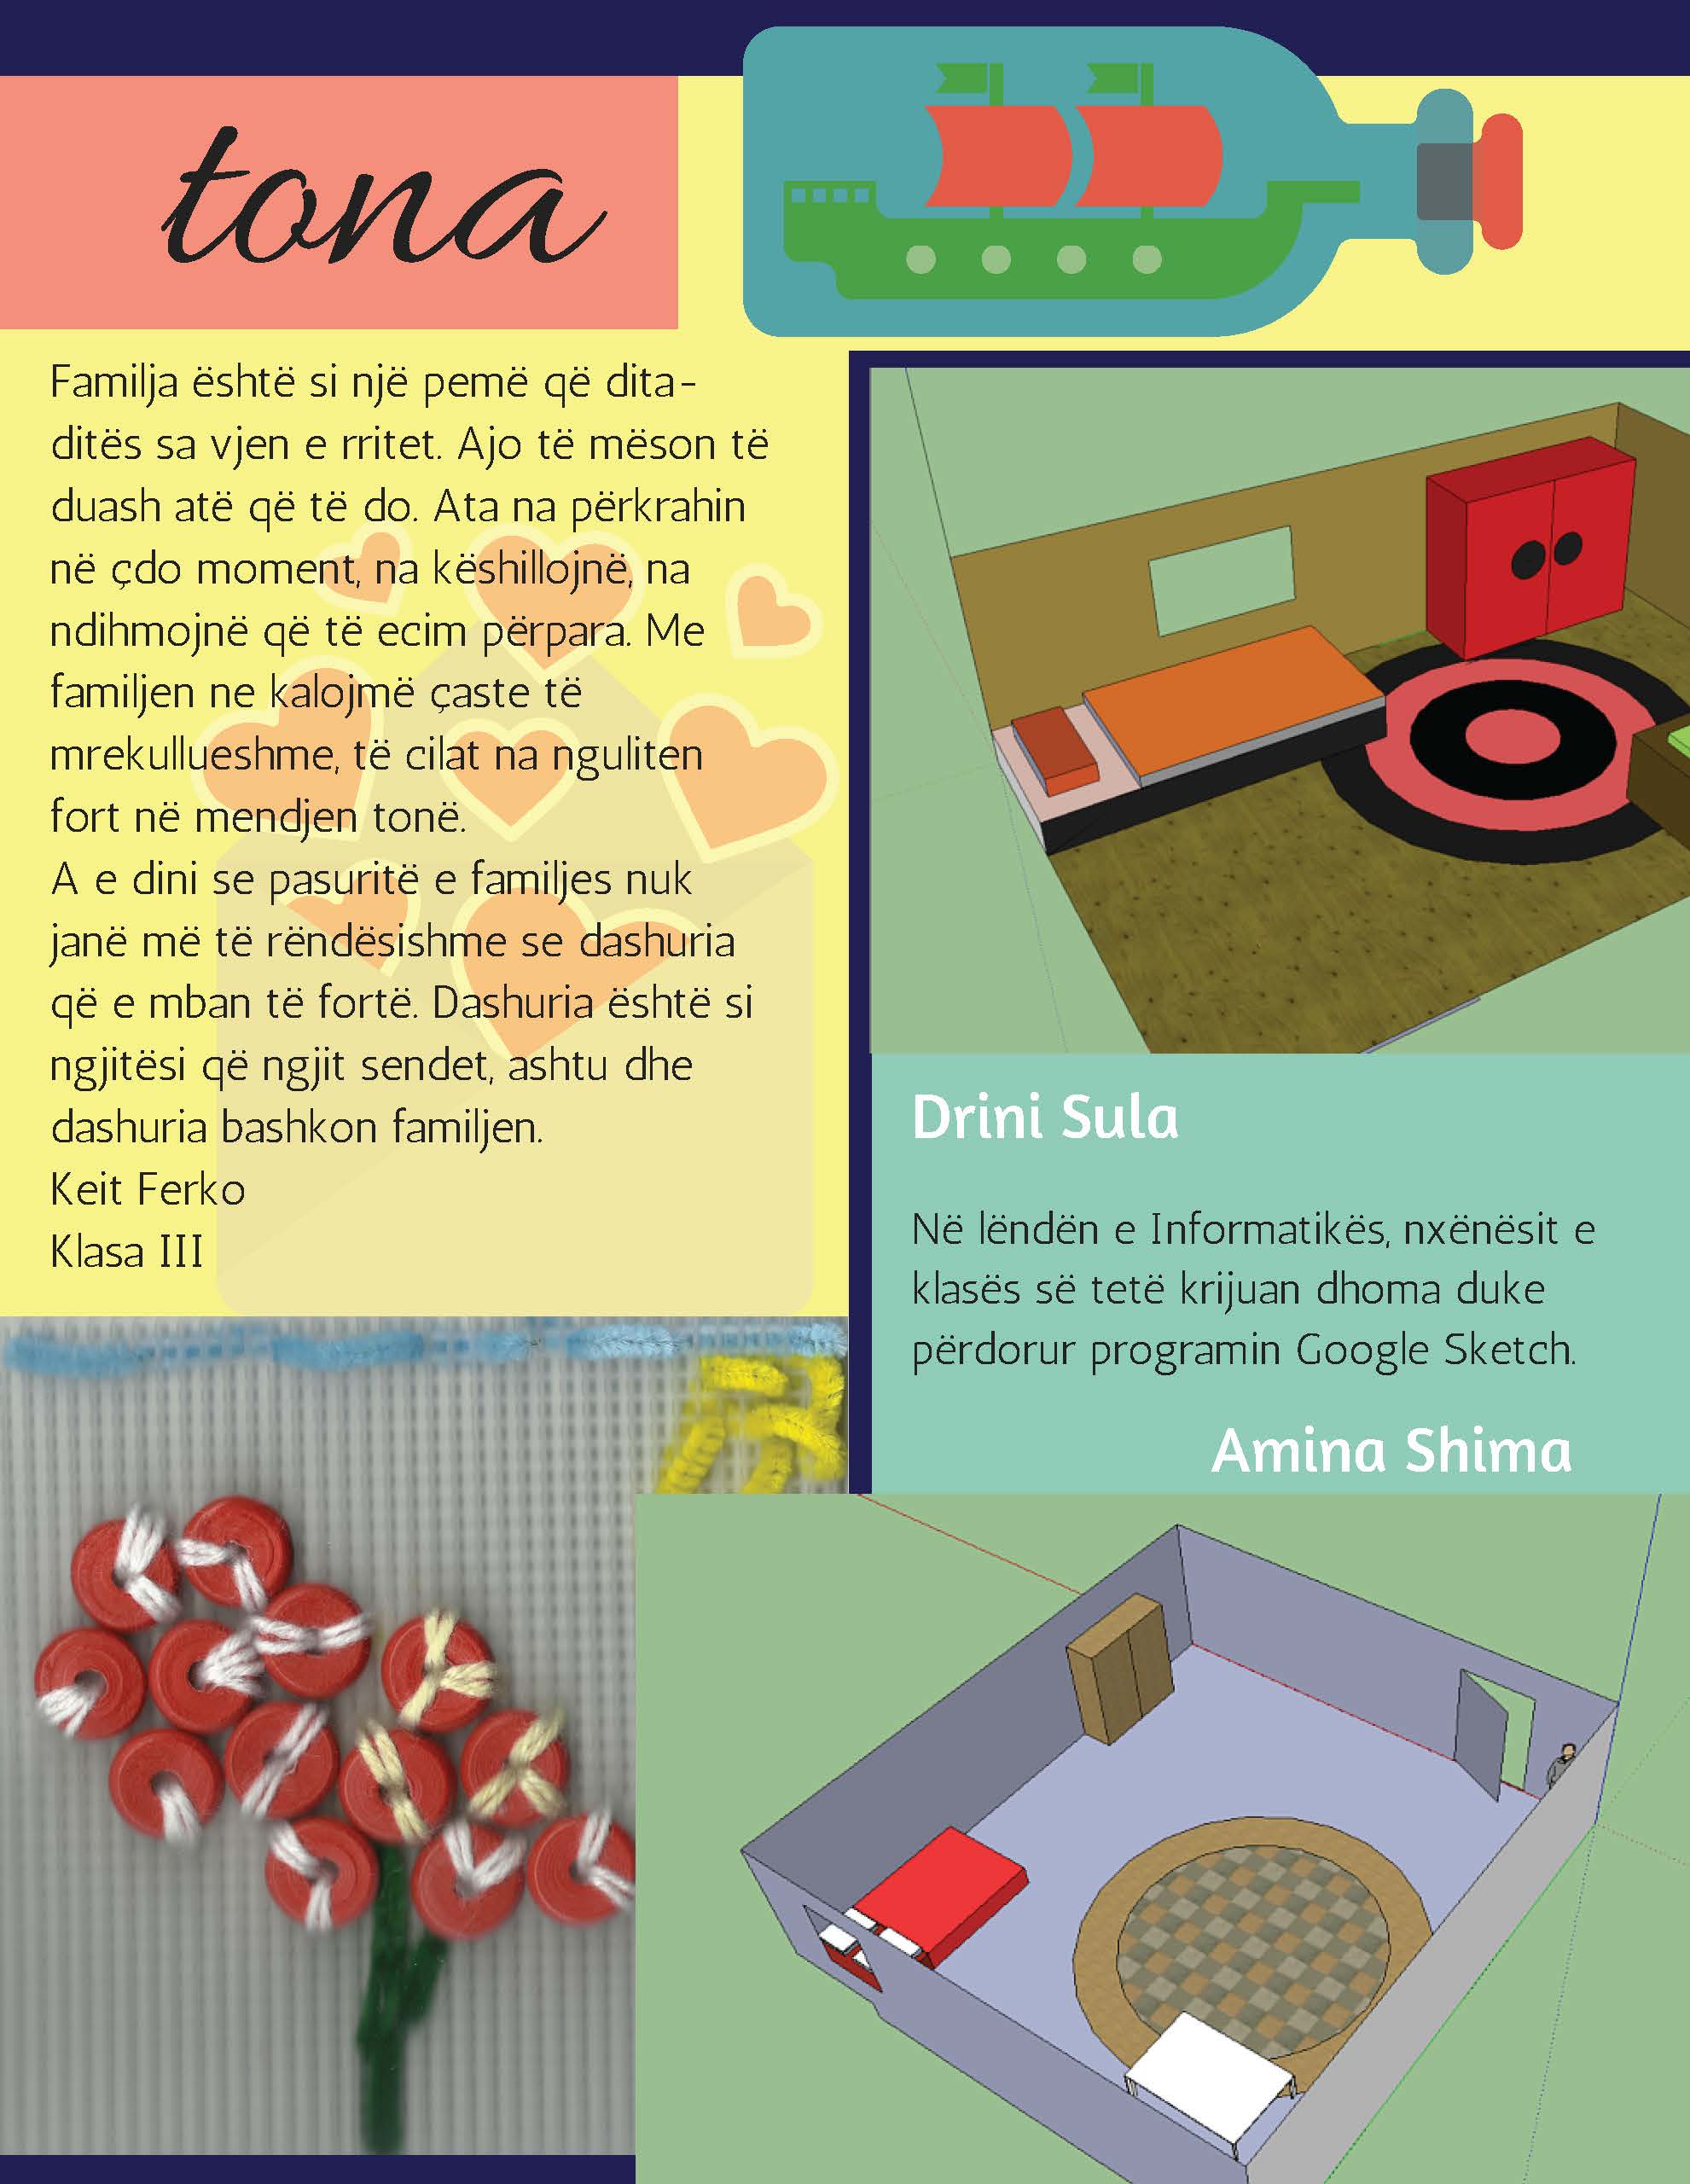 tona
Familja është si një pemë që dita-
ditës sa vjen e rritet. Ajo të mëson të
duash atë që të do. Ata na përkrahin
në çdo moment, na këshillojnë, na
ndihmojnë që të ecim përpara. Me
familjen ne kalojmë çaste të
mrekullueshme, të cilat na nguliten
fort në mendjen tonë.
A e dini se pasuritë e familjes nuk
janë më të rëndësishme se dashuria
që e mban të fortë. Dashuria është si
ngjitësi që ngjit sendet, ashtu dhe
dashuria bashkon familjen.
Keit Ferko
Klasa III
Drini Sula
Në lëndën e Informatikës, nxënësit e
klasës së tetë krijuan dhoma duke
përdorur programin Google Sketch.
Amina Shima